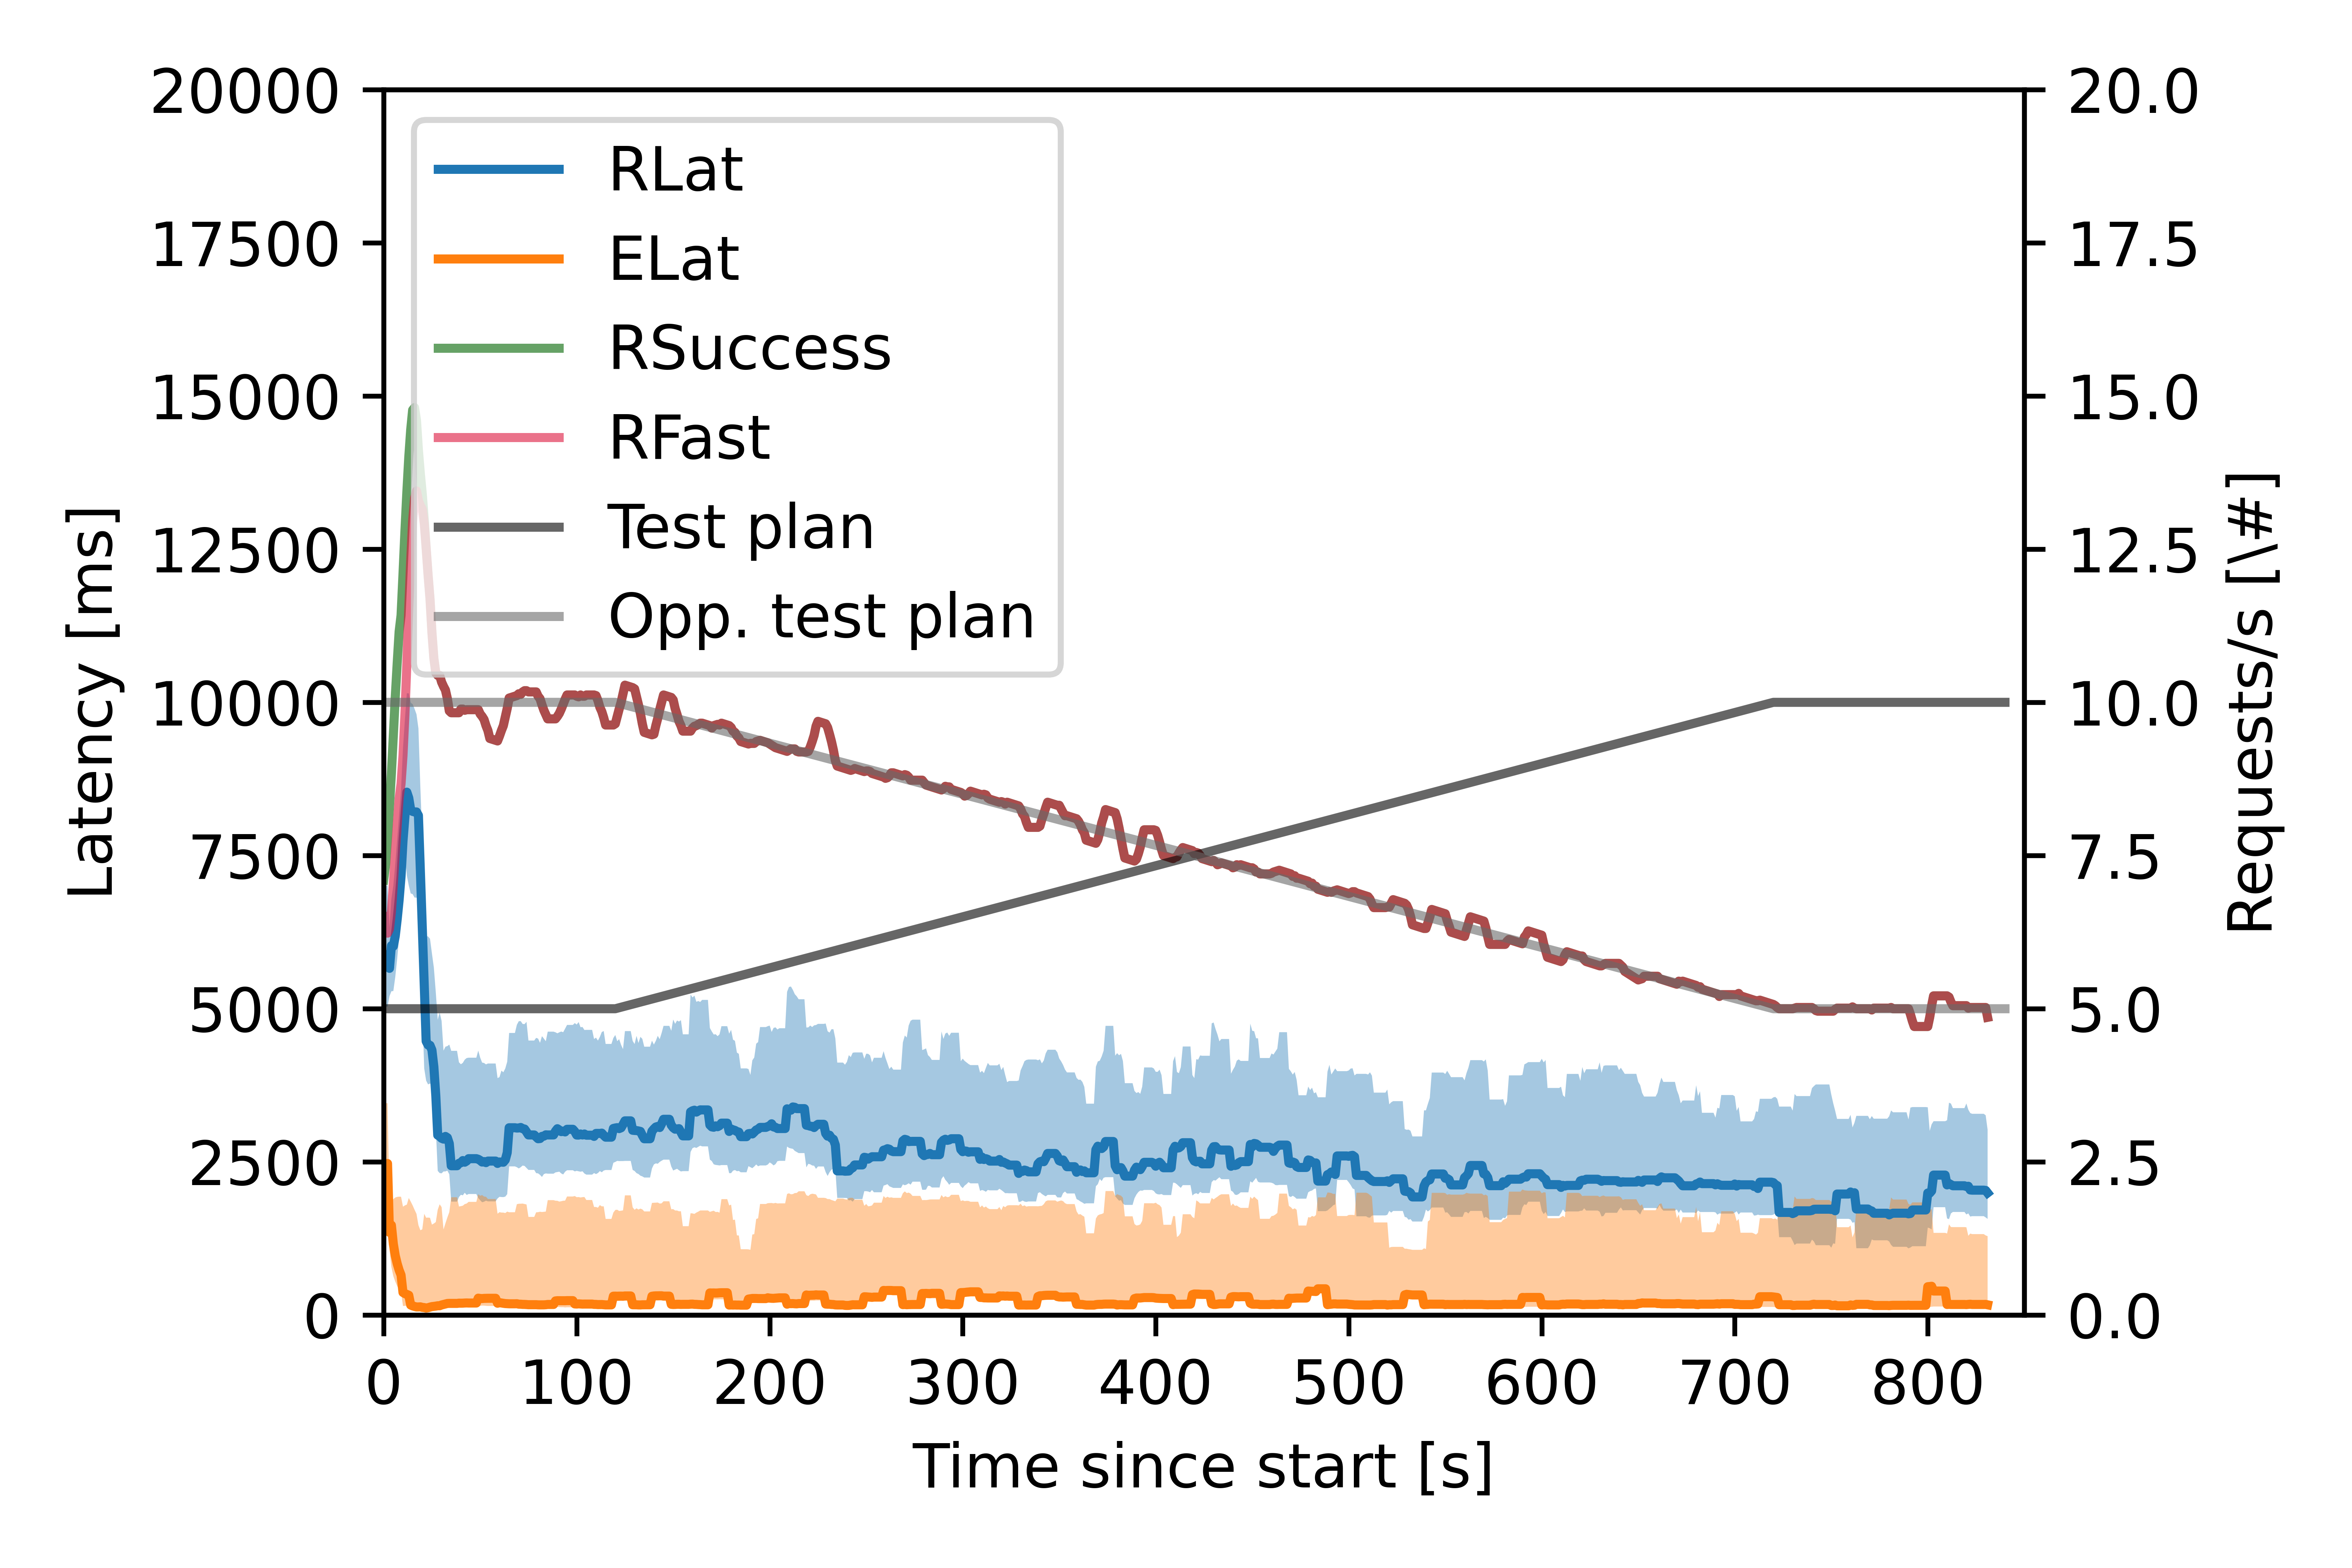 20000
17500
15000
12500
10000
7500
5000
2500
0
Latency [ms]
RLat
ELat
RSuccess
RFast
Test plan
Opp. test plan
20.0
17.5
15.0
12.5
10.0
7.5
5.0
2.5
0.0
Requests/s [\#]
0 100 200 300 400 500 600 700 800
Time since start [s]